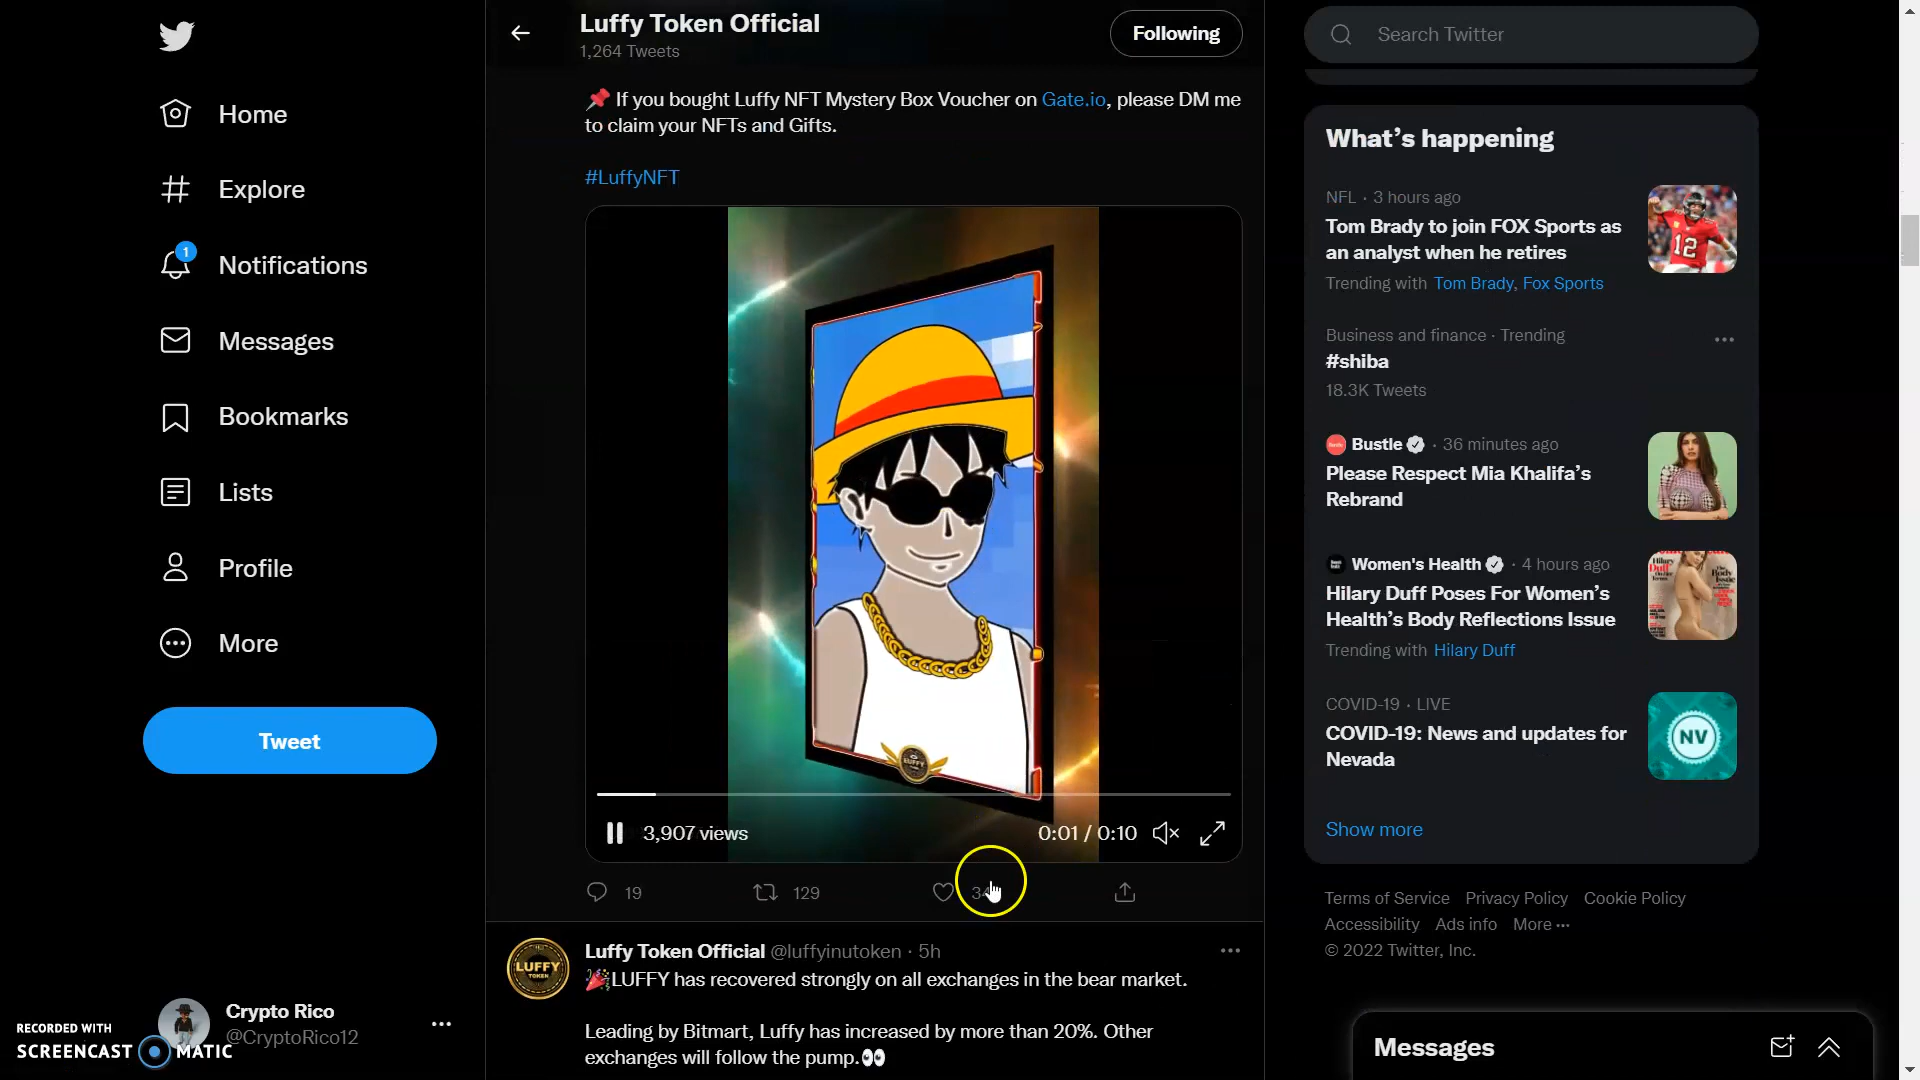 Home
Explore
1
Notifications
Messages
Bookmarks
Lists
Profile
More
Tweet
Crypto Rico
@CryptoRico12
RECORDED WITH
SCREENCAST MATIC
Luffy Token Official
1,264 Tweets
Following
📌 If you bought Luffy NFT Mystery Box Voucher on Gate.io, please DM me
to claim your NFTs and Gifts.
#LuffyNFT
LUFFY
3,907 views
0:01 / 0:10
19
129
Luffy Token Official @luffyinutoken · 5h
🎉LUFFY has recovered strongly on all exchanges in the bear market.
Leading by Bitmart, Luffy has increased by more than 20%. Other
exchanges will follow the pump.👀
LUFFY
TOKEN
Search Twitter
What's happening
NFL · 3 hours ago
Tom Brady to join FOX Sports as
an analyst when he retires
Trending with Tom Brady, Fox Sports
12
Business and finance · Trending
#shiba
18.3K Tweets
Bustle · 36 minutes ago
Please Respect Mia Khalifa's
Rebrand
Women's Health · 4 hours ago
Hilary Duff Poses For Women's
Health's Body Reflections Issue
Trending with Hilary Duff
COVID-19 · LIVE
COVID-19: News and updates for
Nevada
NV
Show more
Terms of Service Privacy Policy Cookie Policy
Accessibility Ads info More ···
© 2022 Twitter, Inc.
Messages